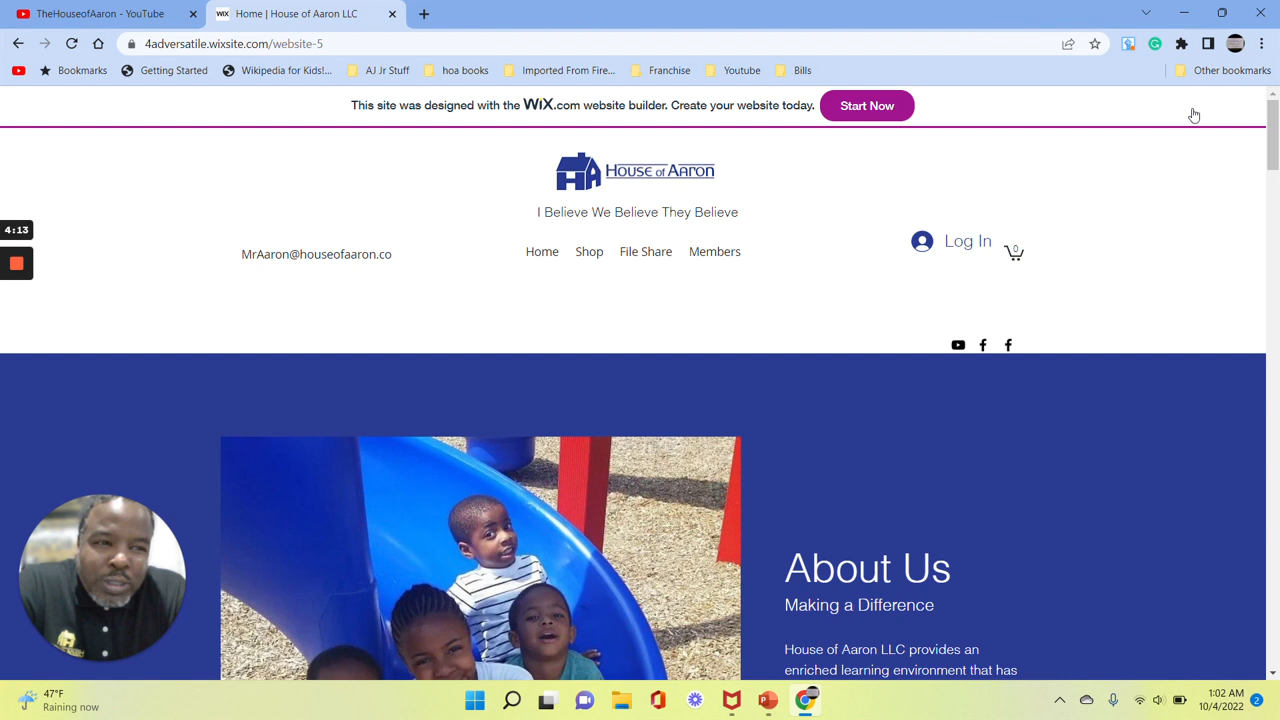 TheHouseofAaron - YouTube
WIX Home | House of Aaron LLC
4adversatile.wixsite.com/website-5
Bookmarks Getting Started Wikipedia for Kids!... AJ Jr Stuff hoa books Imported From Fire... Franchise Youtube Bills Other bookmarks
This site was designed with the WiX.com website builder. Create your website today. Start Now
HA House of Aaron
I Believe We Believe They Believe
4:13
MrAaron@houseofaaron.co
Home Shop File Share Members
Log In
0
About Us
Making a Difference
House of Aaron LLC provides an
enriched learning environment that has
47°F
Raining now
1:02 AM
10/4/2022
2